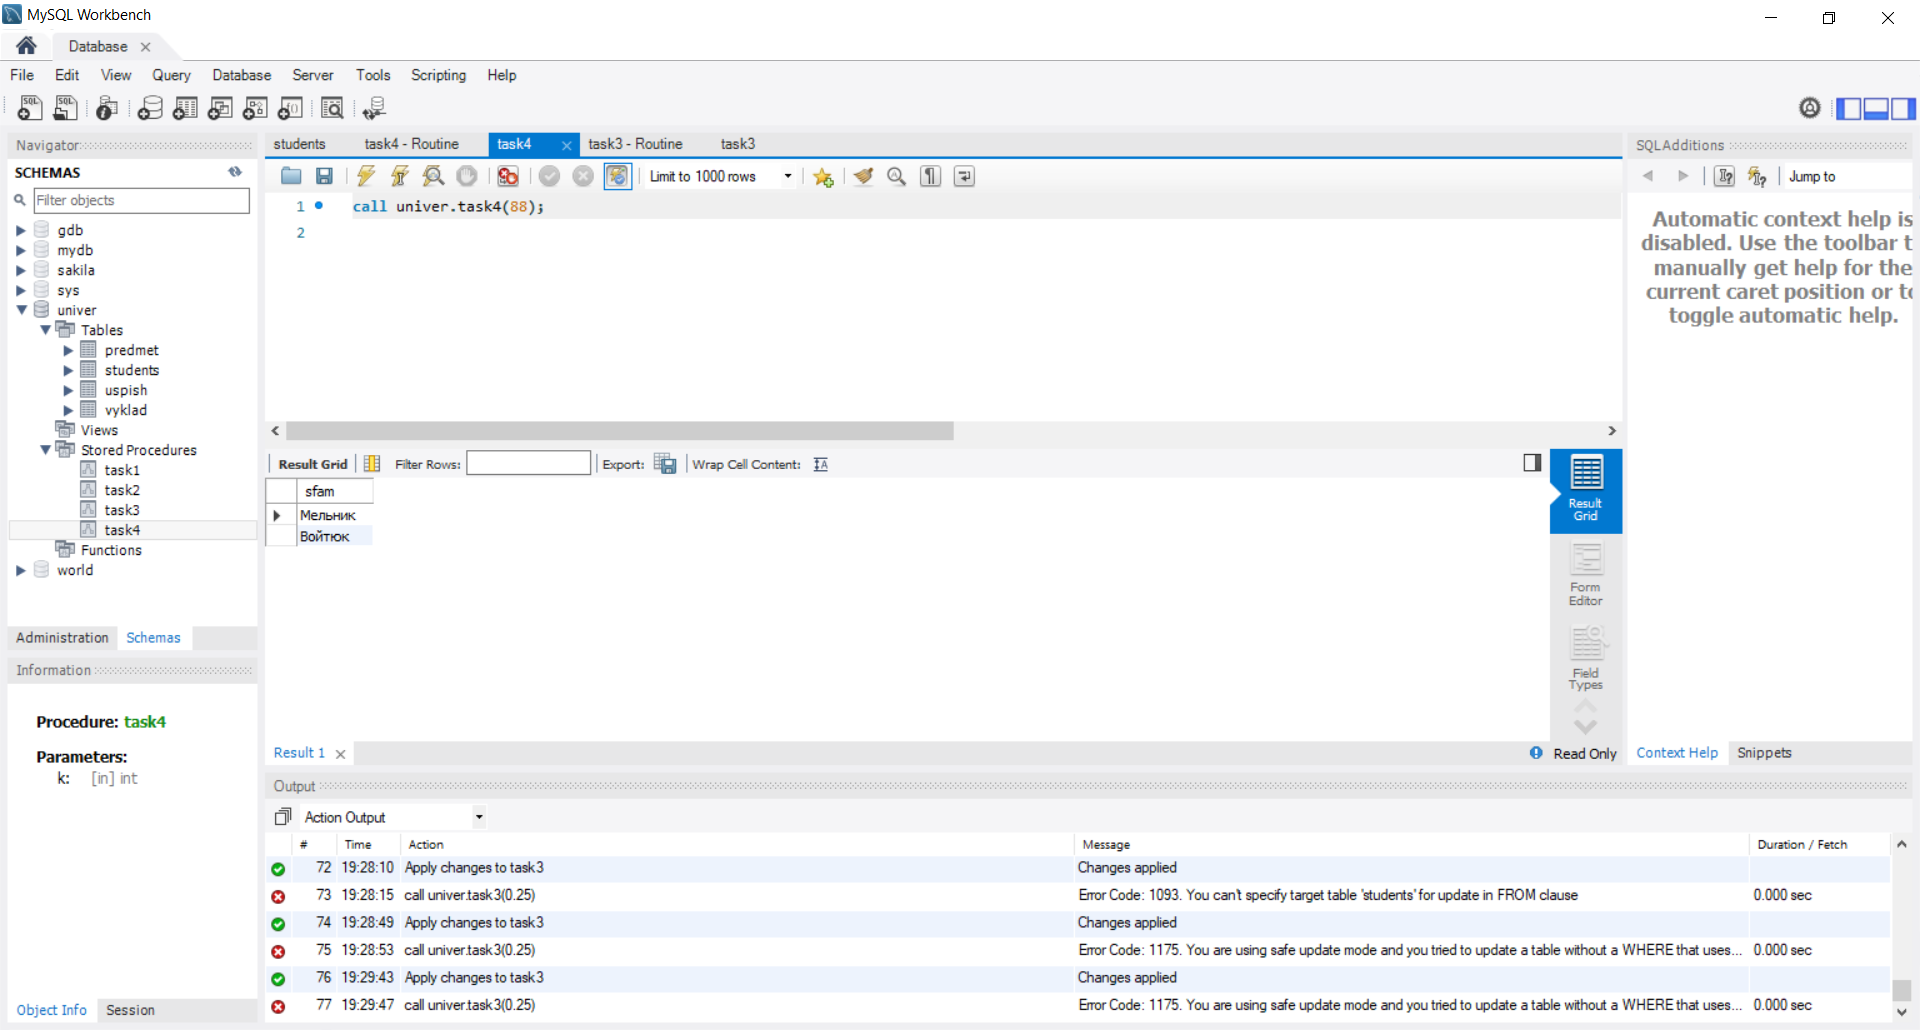 MySQL Workbench
Database
File Edit View Query Database Server Tools Scripting Help
Navigator
SCHEMAS
Filter objects
gdb
mydb
sakila
sys
univer
Tables
predmet
students
uspish
vyklad
Views
Stored Procedures
task1
task2
task3
task4
Functions
world
Administration Schemas
Information
Procedure: task4
Parameters:
k: [in] int
Object Info Session
students task4 - Routine task4 task3 - Routine task3
Limit to 1000 rows
1 call univer.task4(88);
2
Result Grid Filter Rows: Export: Wrap Cell Content:
sfam
Мельник
Войтюк
Result
Grid
Form
Editor
Field
Types
Result 1 Read Only
SQLAdditions
Jump to
Automatic context help is
disabled. Use the toolbar t
manually get help for the
current caret position or to
toggle automatic help.
Context Help Snippets
Output
Action Output
# Time Action Message Duration / Fetch
72 19:28:10 Apply changes to task3 Changes applied
73 19:28:15 call univer.task3(0.25) Error Code: 1093. You can't specify target table 'students' for update in FROM clause 0.000 sec
74 19:28:49 Apply changes to task3 Changes applied
75 19:28:53 call univer.task3(0.25) Error Code: 1175. You are using safe update mode and you tried to update a table without a WHERE that uses... 0.000 sec
76 19:29:43 Apply changes to task3 Changes applied
77 19:29:47 call univer.task3(0.25) Error Code: 1175. You are using safe update mode and you tried to update a table without a WHERE that uses... 0.000 sec